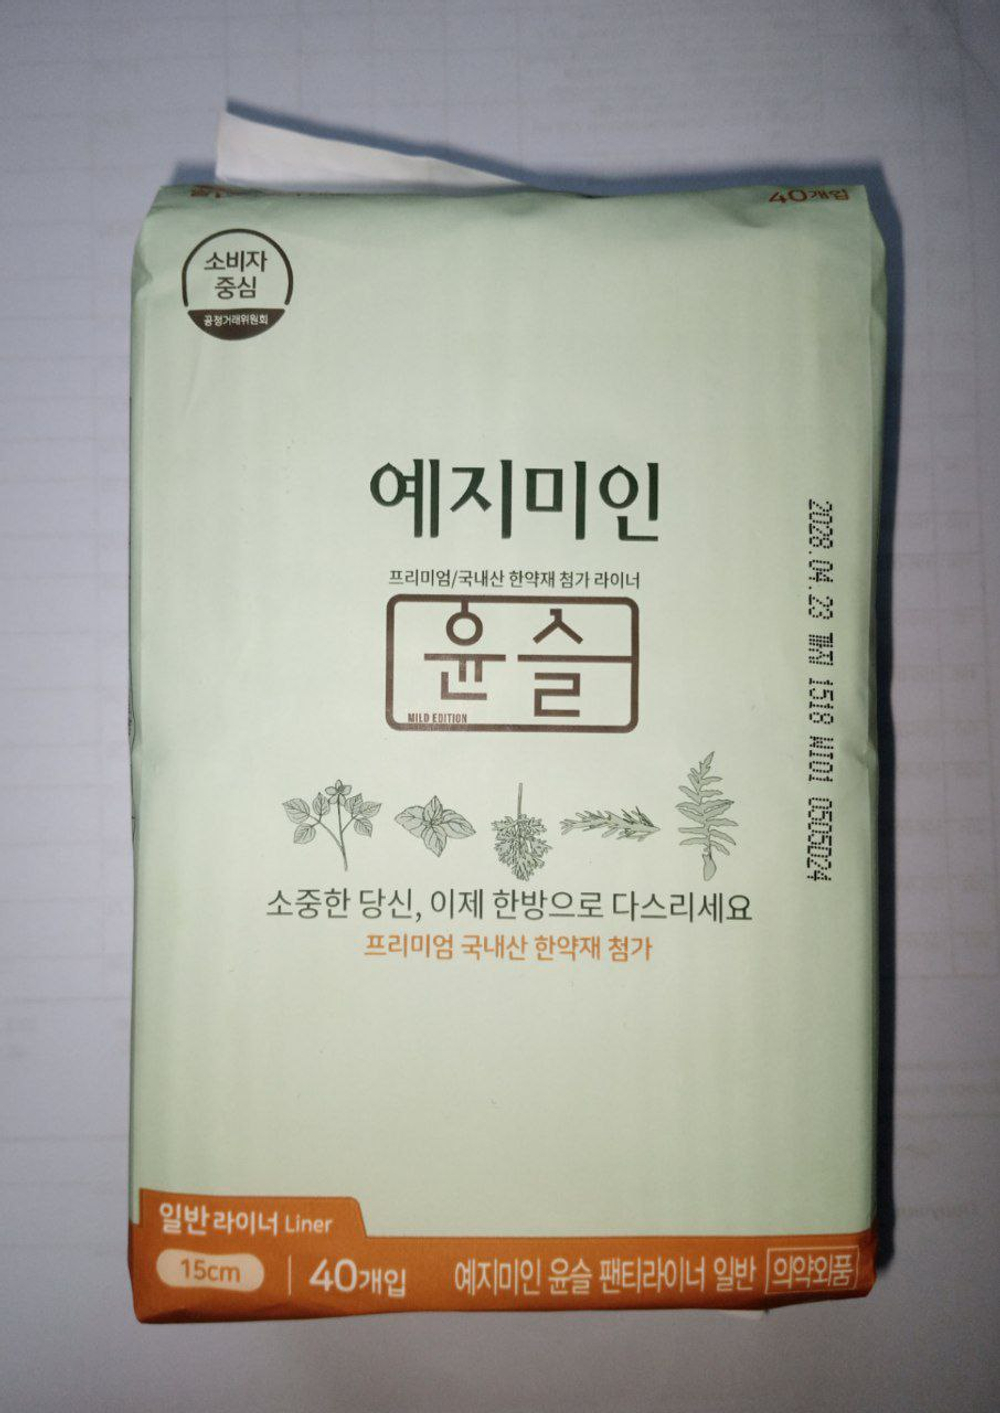 40개입
소비자
중심
공정거래위원회
예지미인
프리미엄/국내산 한약재 첨가 라이너
윤슬
MILD EDITION
2028.04.23 까지 1518 WI01 0505024
소중한 당신, 이제 한방으로 다스리세요
프리미엄 국내산 한약재 첨가
일반라이너 Liner
15cm 40개입 예지미인 윤슬 팬티라이너 일반 의약외품